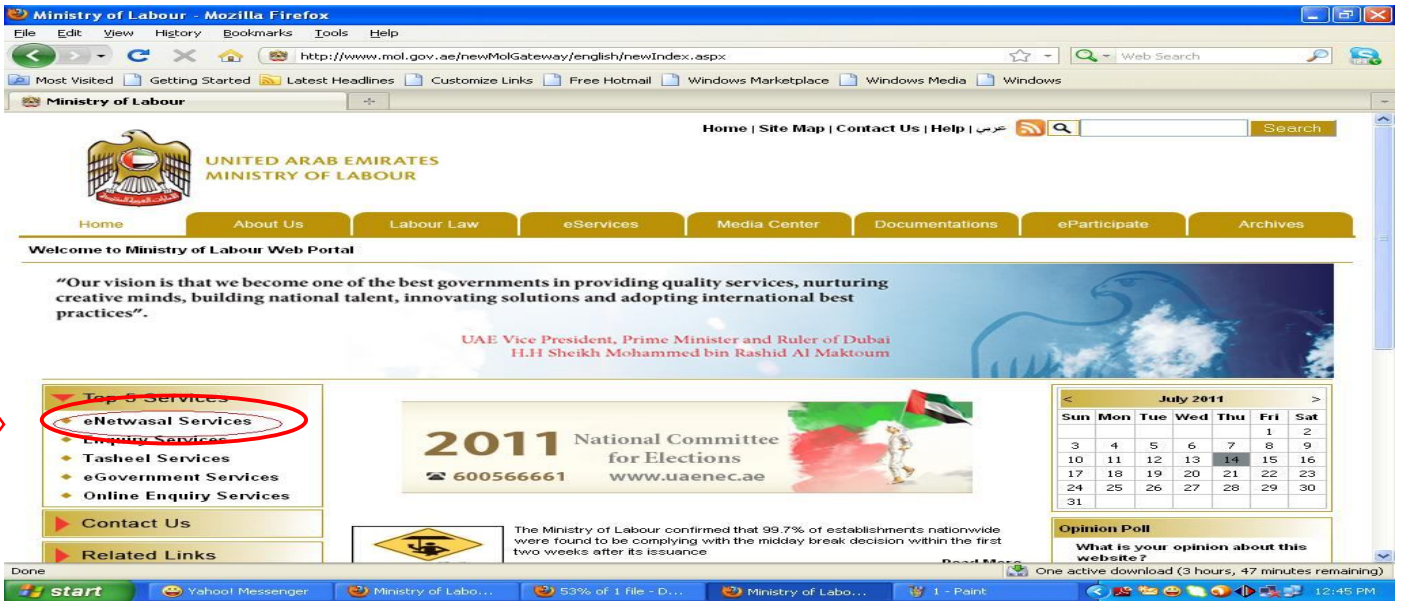 Ministry of Labour - Mozilla Firefox
File Edit View History Bookmarks Tools Help
http://www.mol.gov.ae/newMolGateway/english/newIndex.aspx
Web Search
Most Visited Getting Started Latest Headlines Customize Links Free Hotmail Windows Marketplace Windows Media Windows
Ministry of Labour
Home | Site Map | Contact Us | Help | عربي
Search
UNITED ARAB EMIRATES
MINISTRY OF LABOUR
Home About Us Labour Law eServices Media Center Documentations eParticipate Archives
Welcome to Ministry of Labour Web Portal
"Our vision is that we become one of the best governments in providing quality services, nurturing
creative minds, building national talent, innovating solutions and adopting international best
practices".
UAE Vice President, Prime Minister and Ruler of Dubai
H.H Sheikh Mohammed bin Rashid Al Maktoum
Top 5 Services
eNetwasal Services
Enquiry Services
Tasheel Services
eGovernment Services
Online Enquiry Services
Contact Us
Related Links
2011 National Committee
for Elections
600566661 www.uaenec.ae
The Ministry of Labour confirmed that 99.7% of establishments nationwide
were found to be complying with the midday break decision within the first
two weeks after its issuance
Read More
< July 2011 >
Sun Mon Tue Wed Thu Fri Sat
1 2
3 4 5 6 7 8 9
10 11 12 13 14 15 16
17 18 19 20 21 22 23
24 25 26 27 28 29 30
31
Opinion Poll
What is your opinion about this
website?
Done
One active download (3 hours, 47 minutes remaining)
start Yahoo! Messenger Ministry of Labo... 53% of 1 file - D... Ministry of Labo... 1 - Paint 12:45 PM